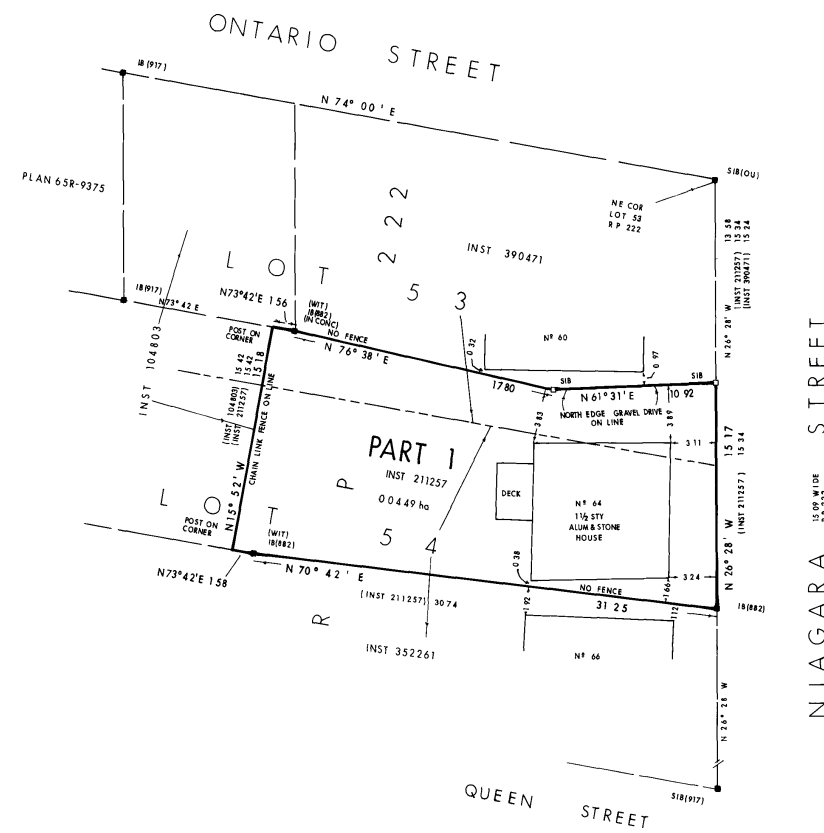 ONTARIO STREET
IB (917)
N 74° 00' E
SIB(OU)
PLAN 65R-9375
NE COR
LOT 53
RP 222
13 58
(INST 211257) 15 34
(INST 390471) 15 24
N 26° 28' W
2 2 2
INST 390471
L O T
5 3
IB(917)
N73° 42 E
N73°42'E 1 56
(WIT)
IB(882)
(IN CONC)
POST ON
CORNER
NO FENCE
N 76° 38' E
0 32
Nº 60
0 97
INST 104803
15 42
15 42
15 18
(INST 104803)
(INST 211257)
CHAIN LINK FENCE ON LINE
N 15° 52' W
17 80
SIB
SIB
N 61° 31' E
10 92
NORTH EDGE GRAVEL DRIVE
ON LINE
3 83
3 89
3 11
PART 1
INST 211257
0 0449 ha
P
DECK
Nº 64
1½ STY
ALUM & STONE
HOUSE
15 17
15 34
(INST 211257)
N 26° 28' W
NIAGARA STREET
15 09 WIDE
L O T
5 4
POST ON
CORNER
(WIT)
IB(882)
N73°42'E 1 58
N 70° 42' E
(INST 211257) 30 74
0 38
NO FENCE
31 25
1 92
1 66
1 12
3 24
IB(882)
R
INST 352261
Nº 66
N 26° 28 W
QUEEN STREET
SIB(917)